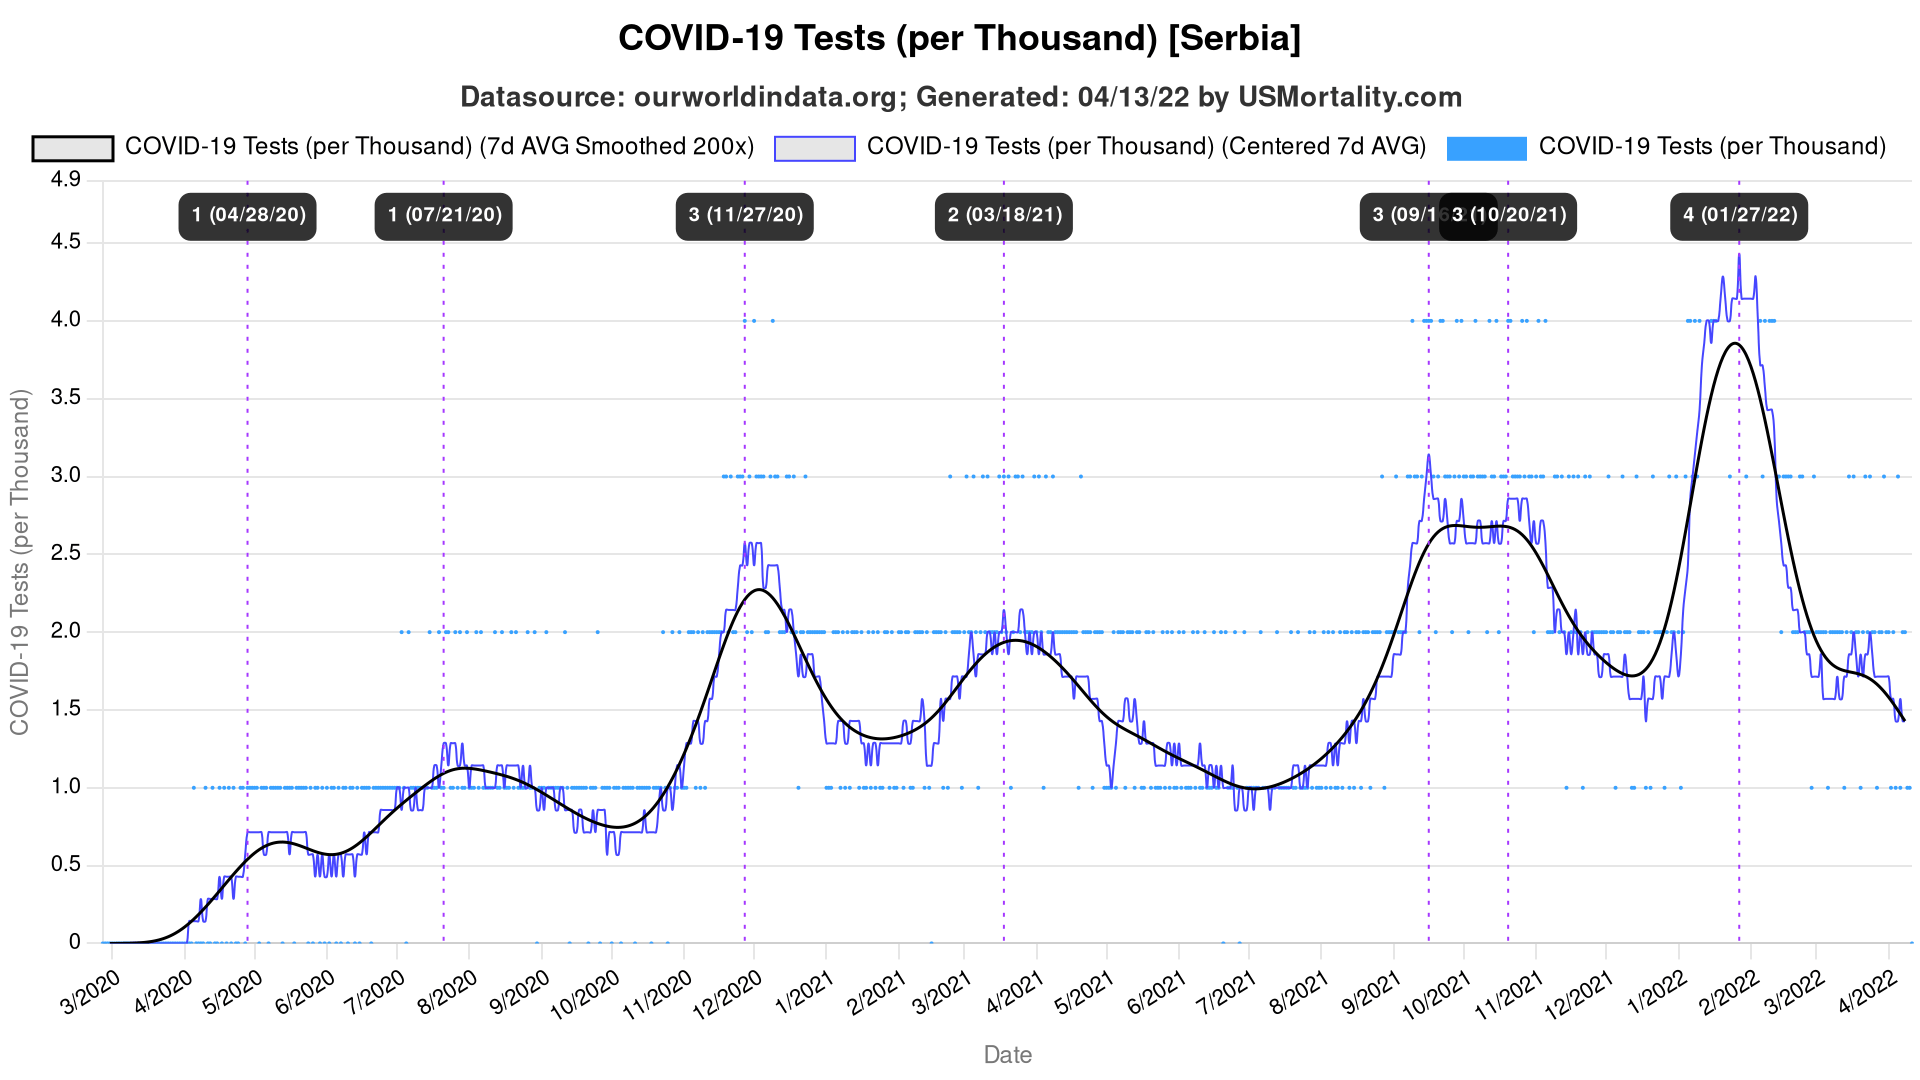 COVID-19 Tests (per Thousand) [Serbia]
Datasource: ourworldindata.org; Generated: 04/13/22 by USMortality.com
COVID-19 Tests (per Thousand) (7d AVG Smoothed 200x) COVID-19 Tests (per Thousand) (Centered 7d AVG) COVID-19 Tests (per Thousand)
4.9
1 (04/28/20) 1 (07/21/20) 3 (11/27/20) 2 (03/18/21) 3 (09/16 3 (10/20/21) 4 (01/27/22)
4.5
4.0
3.5
3.0
2.5
2.0
1.5
1.0
0.5
0
COVID-19 Tests (per Thousand)
3/2020 4/2020 5/2020 6/2020 7/2020 8/2020 9/2020 10/2020 11/2020 12/2020 1/2021 2/2021 3/2021 4/2021 5/2021 6/2021 7/2021 8/2021 9/2021 10/2021 11/2021 12/2021 1/2022 2/2022 3/2022 4/2022
Date